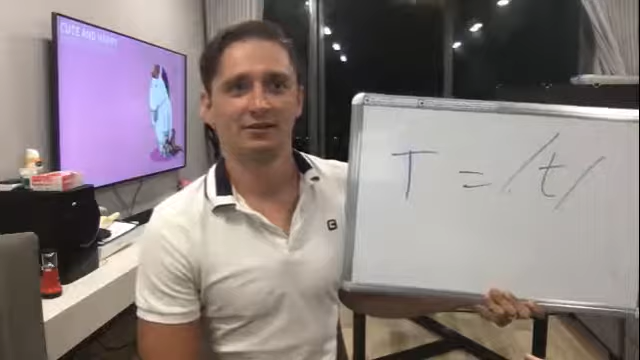 CUTE AND HAPPY
T = /t/